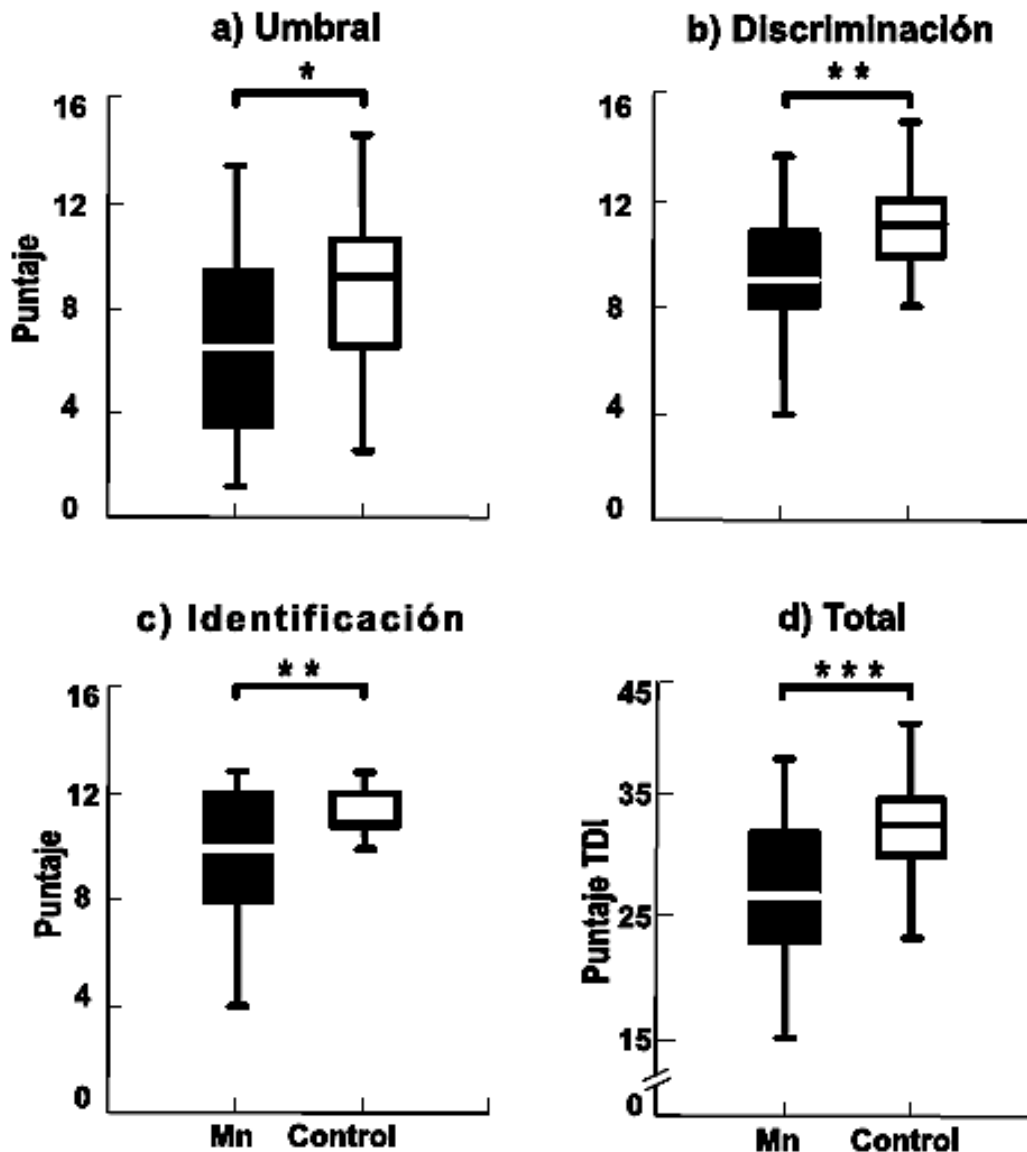 a) Umbral
*
16
12
8
4
0
Puntaje
b) Discriminación
**
16
12
8
4
0
c) Identificación
**
16
12
8
4
0
Puntaje
Mn Control
d) Total
***
45
35
25
15
0
Puntaje TDI
Mn Control